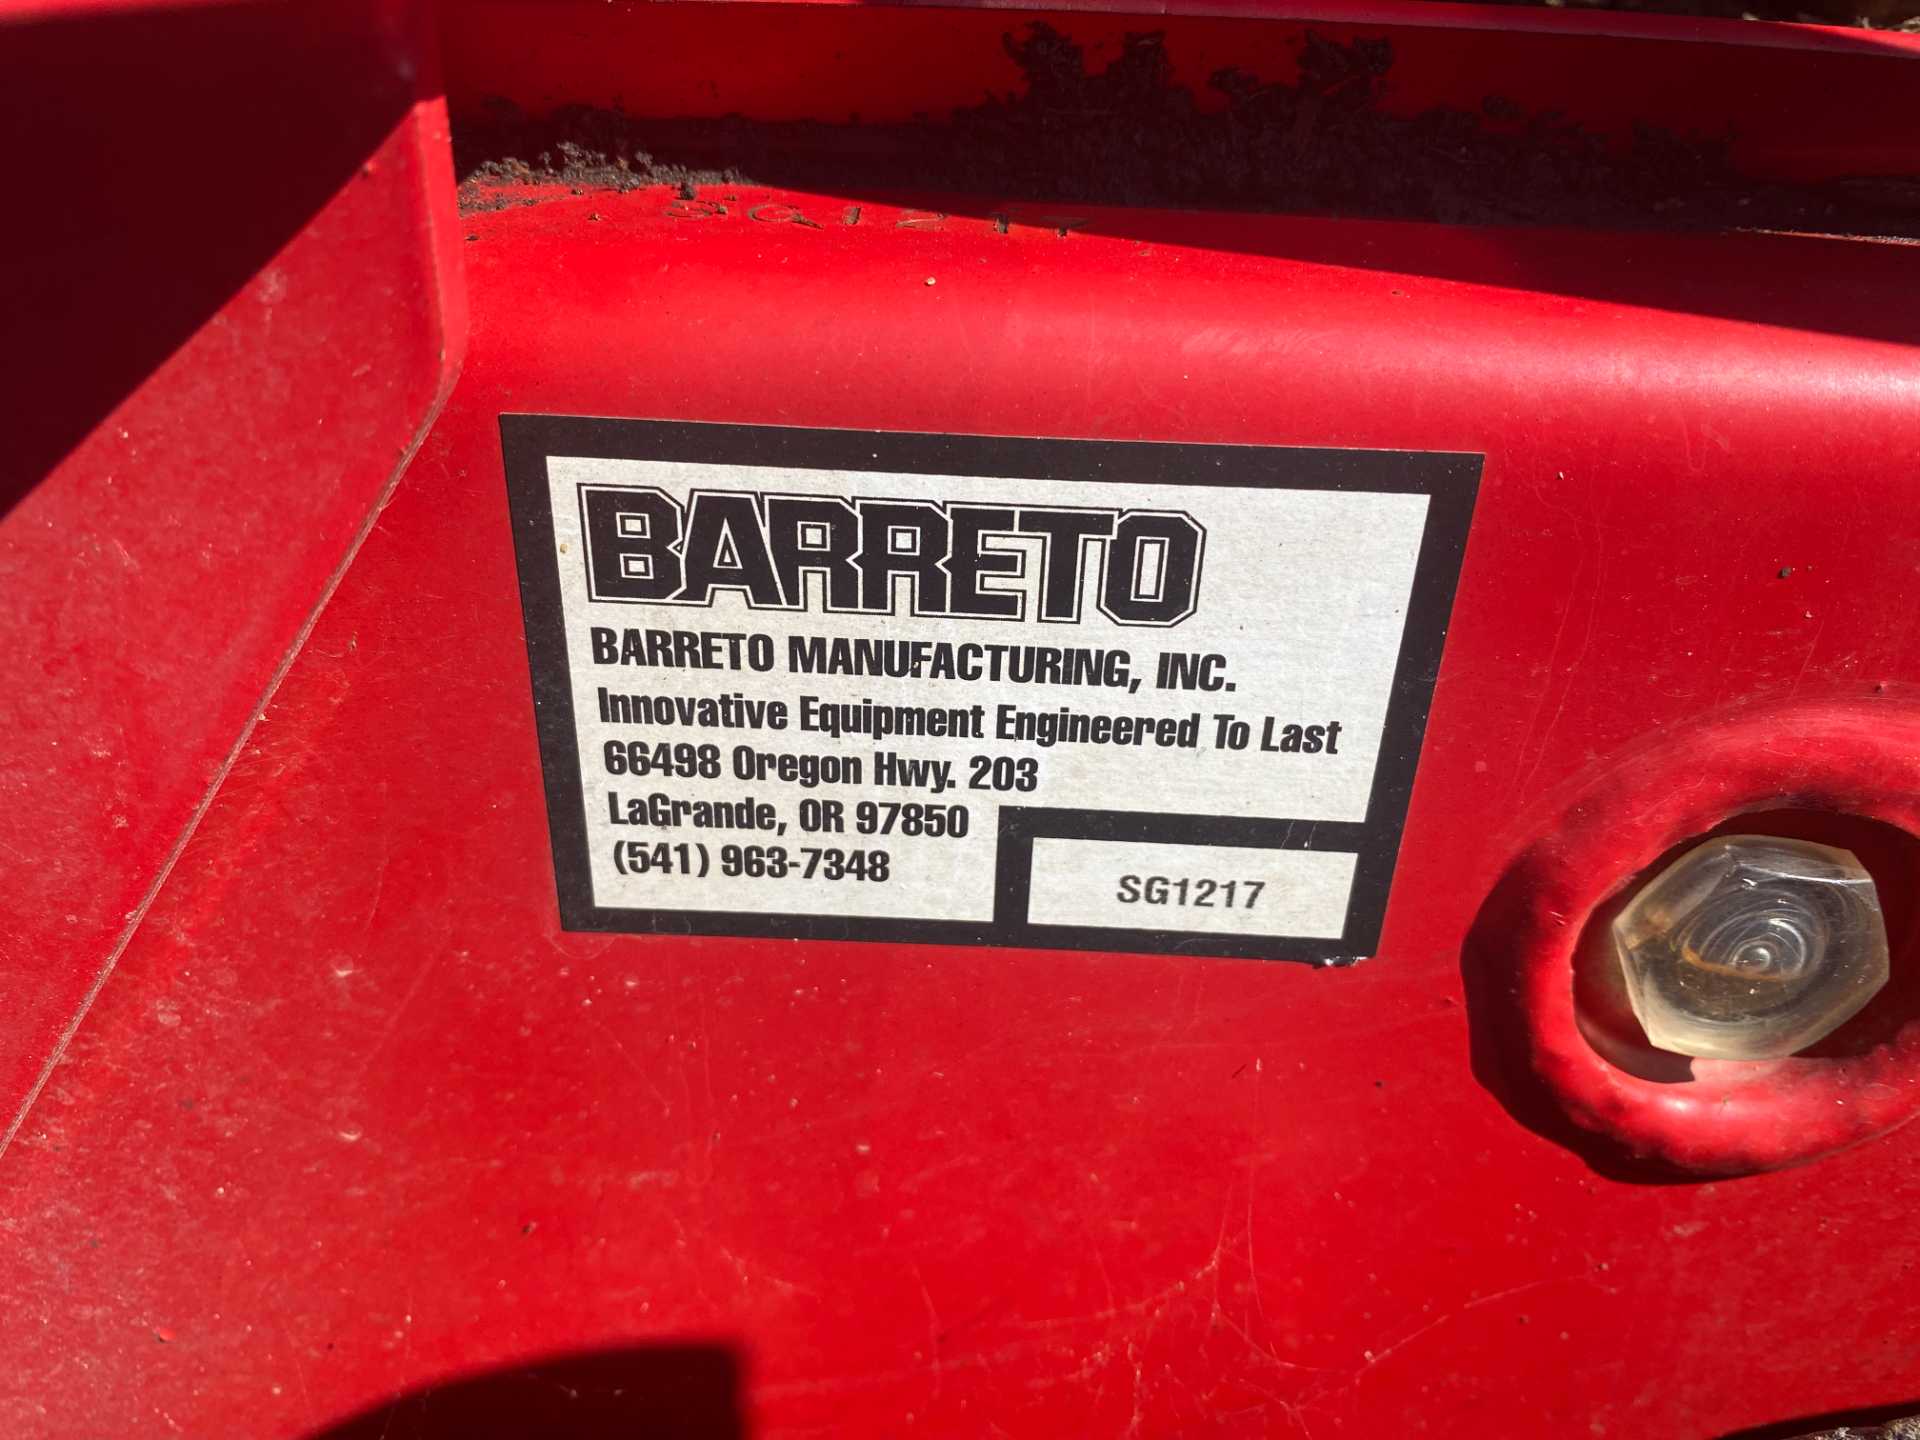 SG1217
BARRETO
BARRETO MANUFACTURING, INC.
Innovative Equipment Engineered To Last
66498 Oregon Hwy. 203
LaGrande, OR 97850
(541) 963-7348
SG1217